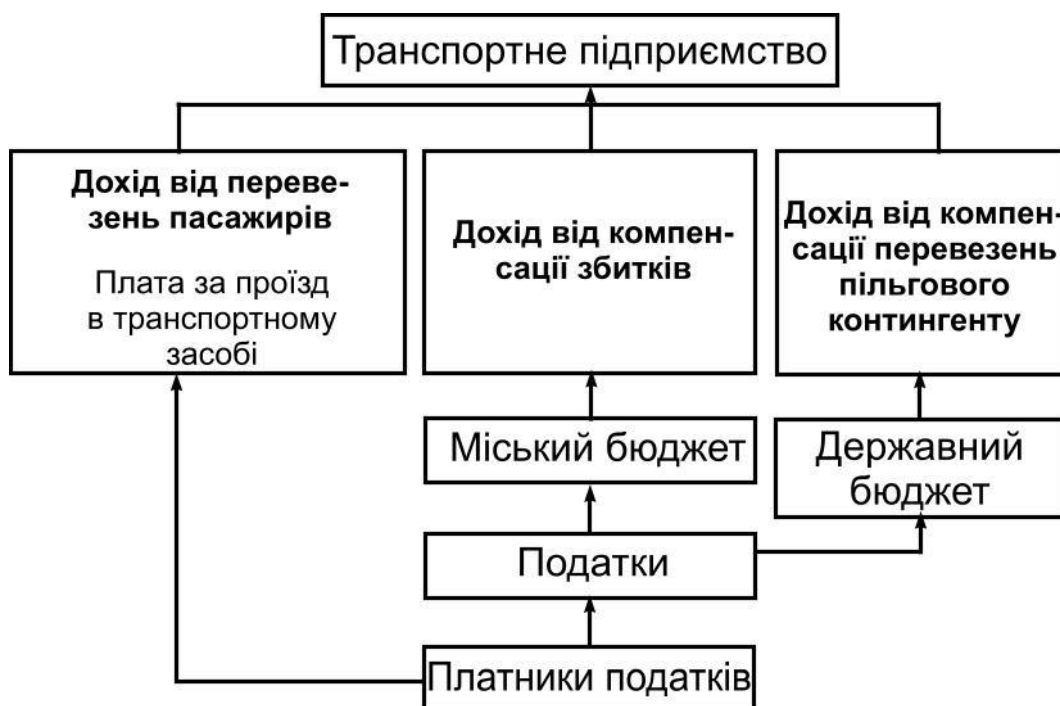 Транспортне підприємство
Дохід від переве-
зень пасажирів
Плата за проїзд
в транспортному
засобі
Дохід від компен-
сації збитків
Дохід від компен-
сації перевезень
пільгового
контингенту
Міський бюджет
Державний
бюджет
Податки
Платники податків